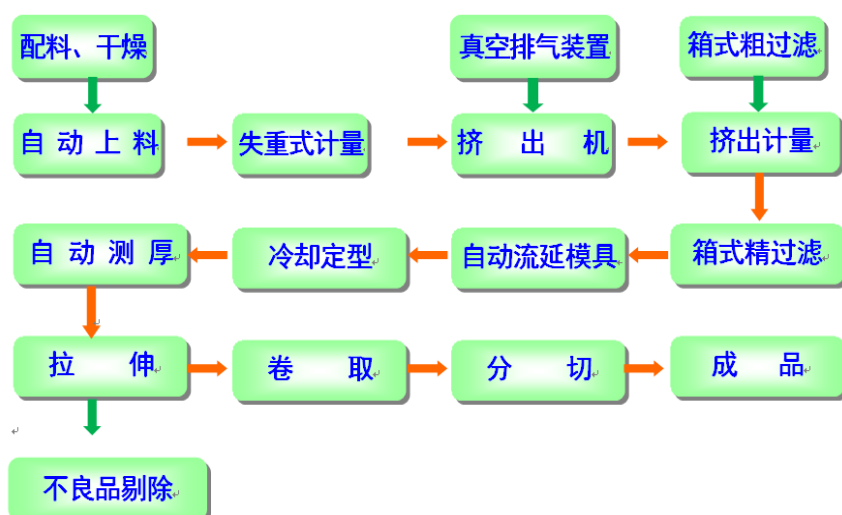 配料、干燥
真空排气装置
箱式粗过滤
自动上料
失重式计量
挤出机
挤出计量
自动测厚
冷却定型
自动流延模具
箱式精过滤
拉伸
卷取
分切
成品
不良品剔除